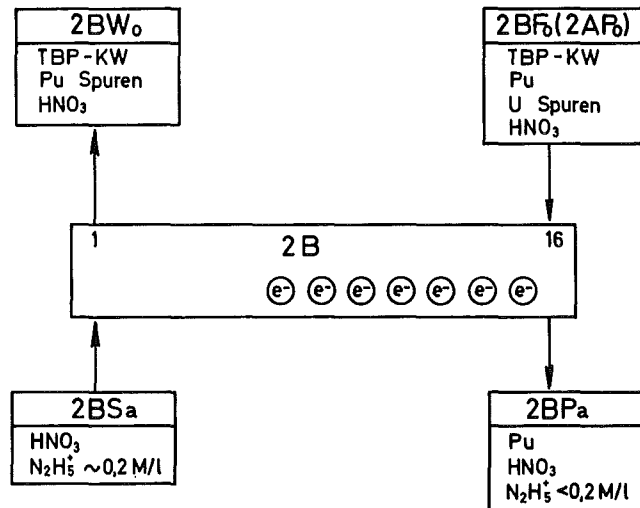 2BW₀
TBP-KW
Pu Spuren
HNO₃
2BF₀(2AP₀)
TBP-KW
Pu
U Spuren
HNO₃
1
2B
16
e⁻ e⁻ e⁻ e⁻ e⁻ e⁻ e⁻
2BSa
HNO₃
N₂H₅⁺ ~0,2 M/l
2BPa
Pu
HNO₃
N₂H₅⁺ <0,2 M/l